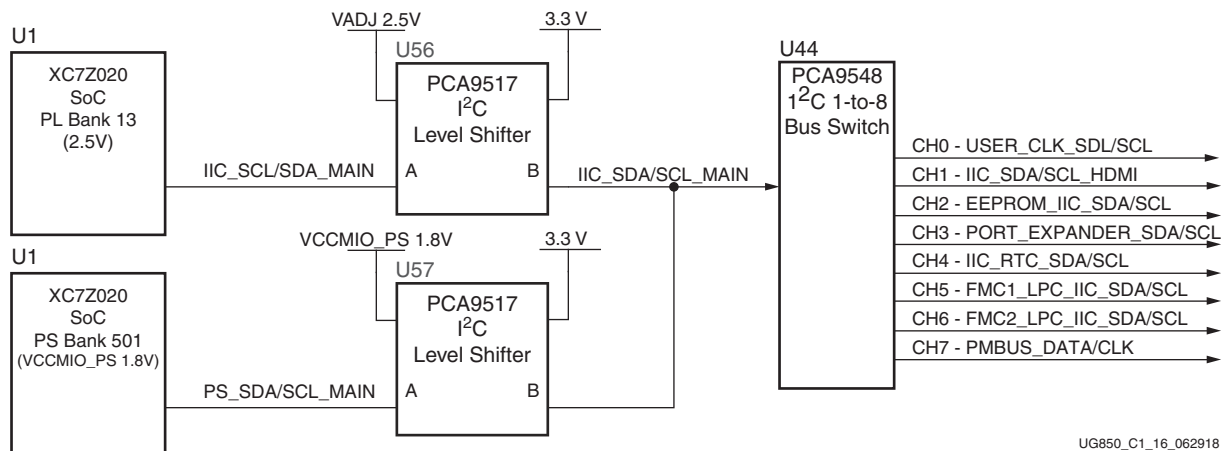 VADJ 2.5V
3.3 V
U1
U56
U44
XC7Z020
SoC
PL Bank 13
(2.5V)
PCA9517
I²C
Level Shifter
A
B
PCA9548
1²C 1-to-8
Bus Switch
IIC_SCL/SDA_MAIN
IIC_SDA/SCL_MAIN
CH0 - USER_CLK_SDL/SCL
CH1 - IIC_SDA/SCL_HDMI
CH2 - EEPROM_IIC_SDA/SCL
CH3 - PORT_EXPANDER_SDA/SCL
CH4 - IIC_RTC_SDA/SCL
CH5 - FMC1_LPC_IIC_SDA/SCL
CH6 - FMC2_LPC_IIC_SDA/SCL
CH7 - PMBUS_DATA/CLK
VCCMIO_PS 1.8V
3.3 V
U1
U57
XC7Z020
SoC
PS Bank 501
(VCCMIO_PS 1.8V)
PCA9517
I²C
Level Shifter
PS_SDA/SCL_MAIN
A
B
UG850_C1_16_062918